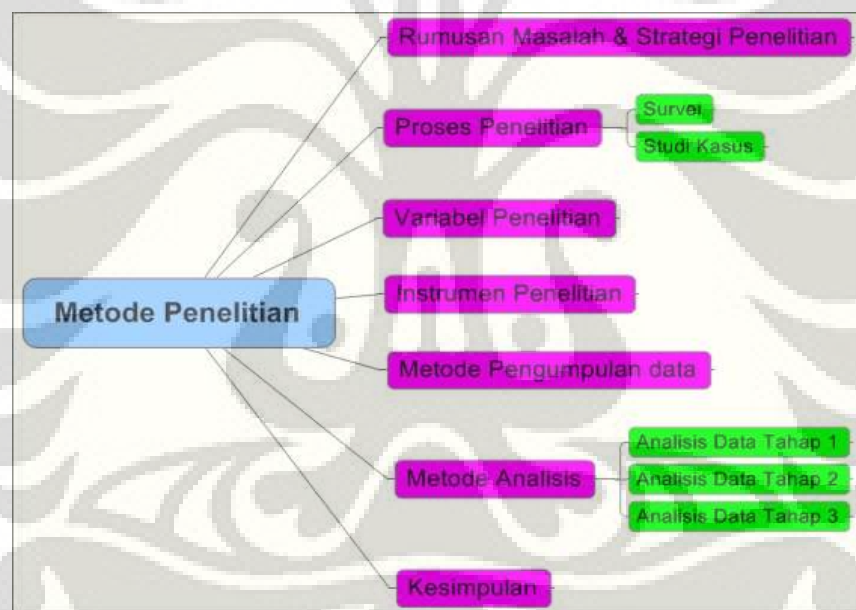 Rumusan Masalah & Strategi Penelitian
Proses Penelitian
Survei
Studi Kasus
Variabel Penelitian
Instrumen Penelitian
Metode Penelitian
Metode Pengumpulan data
Metode Analisis
Analisis Data Tahap 1
Analisis Data Tahap 2
Analisis Data Tahap 3
Kesimpulan